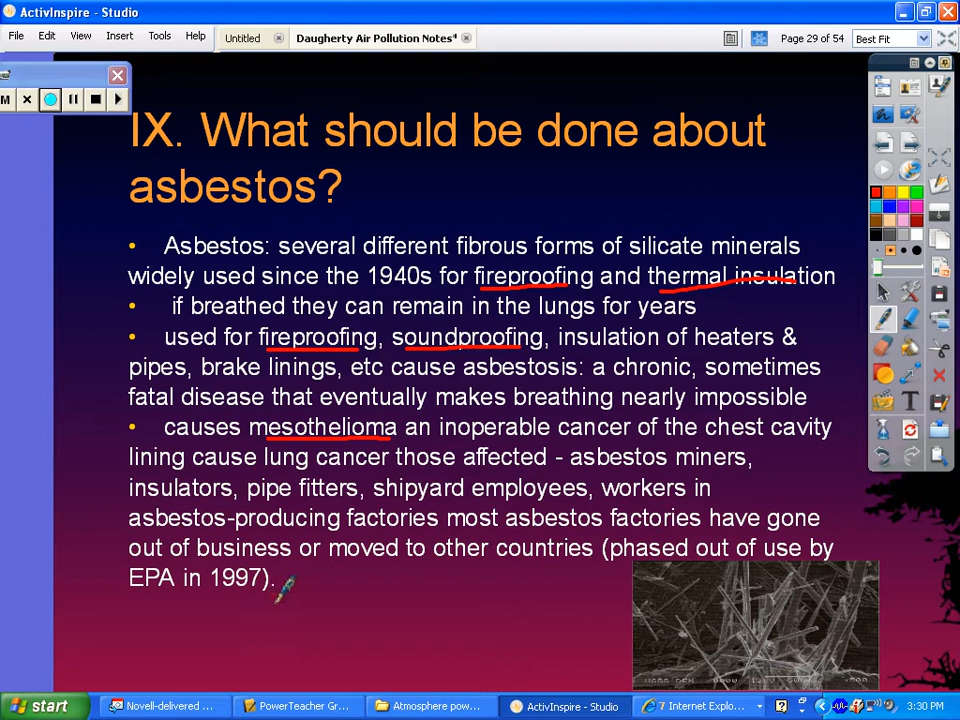 ActivInspire - Studio
File Edit View Insert Tools Help Untitled Daugherty Air Pollution Notes* Page 29 of 54 Best Fit
M
IX. What should be done about
asbestos?
• Asbestos: several different fibrous forms of silicate minerals
widely used since the 1940s for fireproofing and thermal insulation
• if breathed they can remain in the lungs for years
• used for fireproofing, soundproofing, insulation of heaters &
pipes, brake linings, etc cause asbestosis: a chronic, sometimes
fatal disease that eventually makes breathing nearly impossible
• causes mesothelioma an inoperable cancer of the chest cavity
lining cause lung cancer those affected - asbestos miners,
insulators, pipe fitters, shipyard employees, workers in
asbestos-producing factories most asbestos factories have gone
out of business or moved to other countries (phased out of use by
EPA in 1997).
start Novell-delivered ... PowerTeacher Gr... Atmosphere pow... ActivInspire - Studio 7 Internet Explo... 3:30 PM